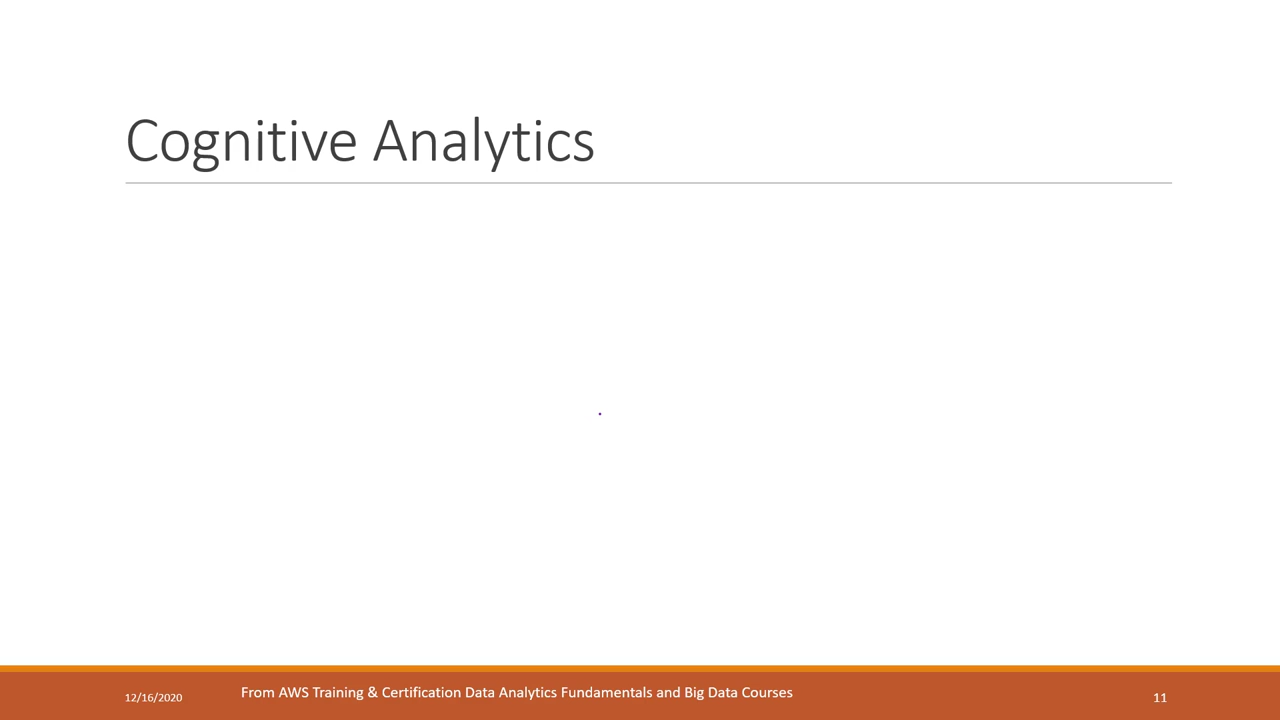 Cognitive Analytics
12/16/2020
From AWS Training & Certification Data Analytics Fundamentals and Big Data Courses
11